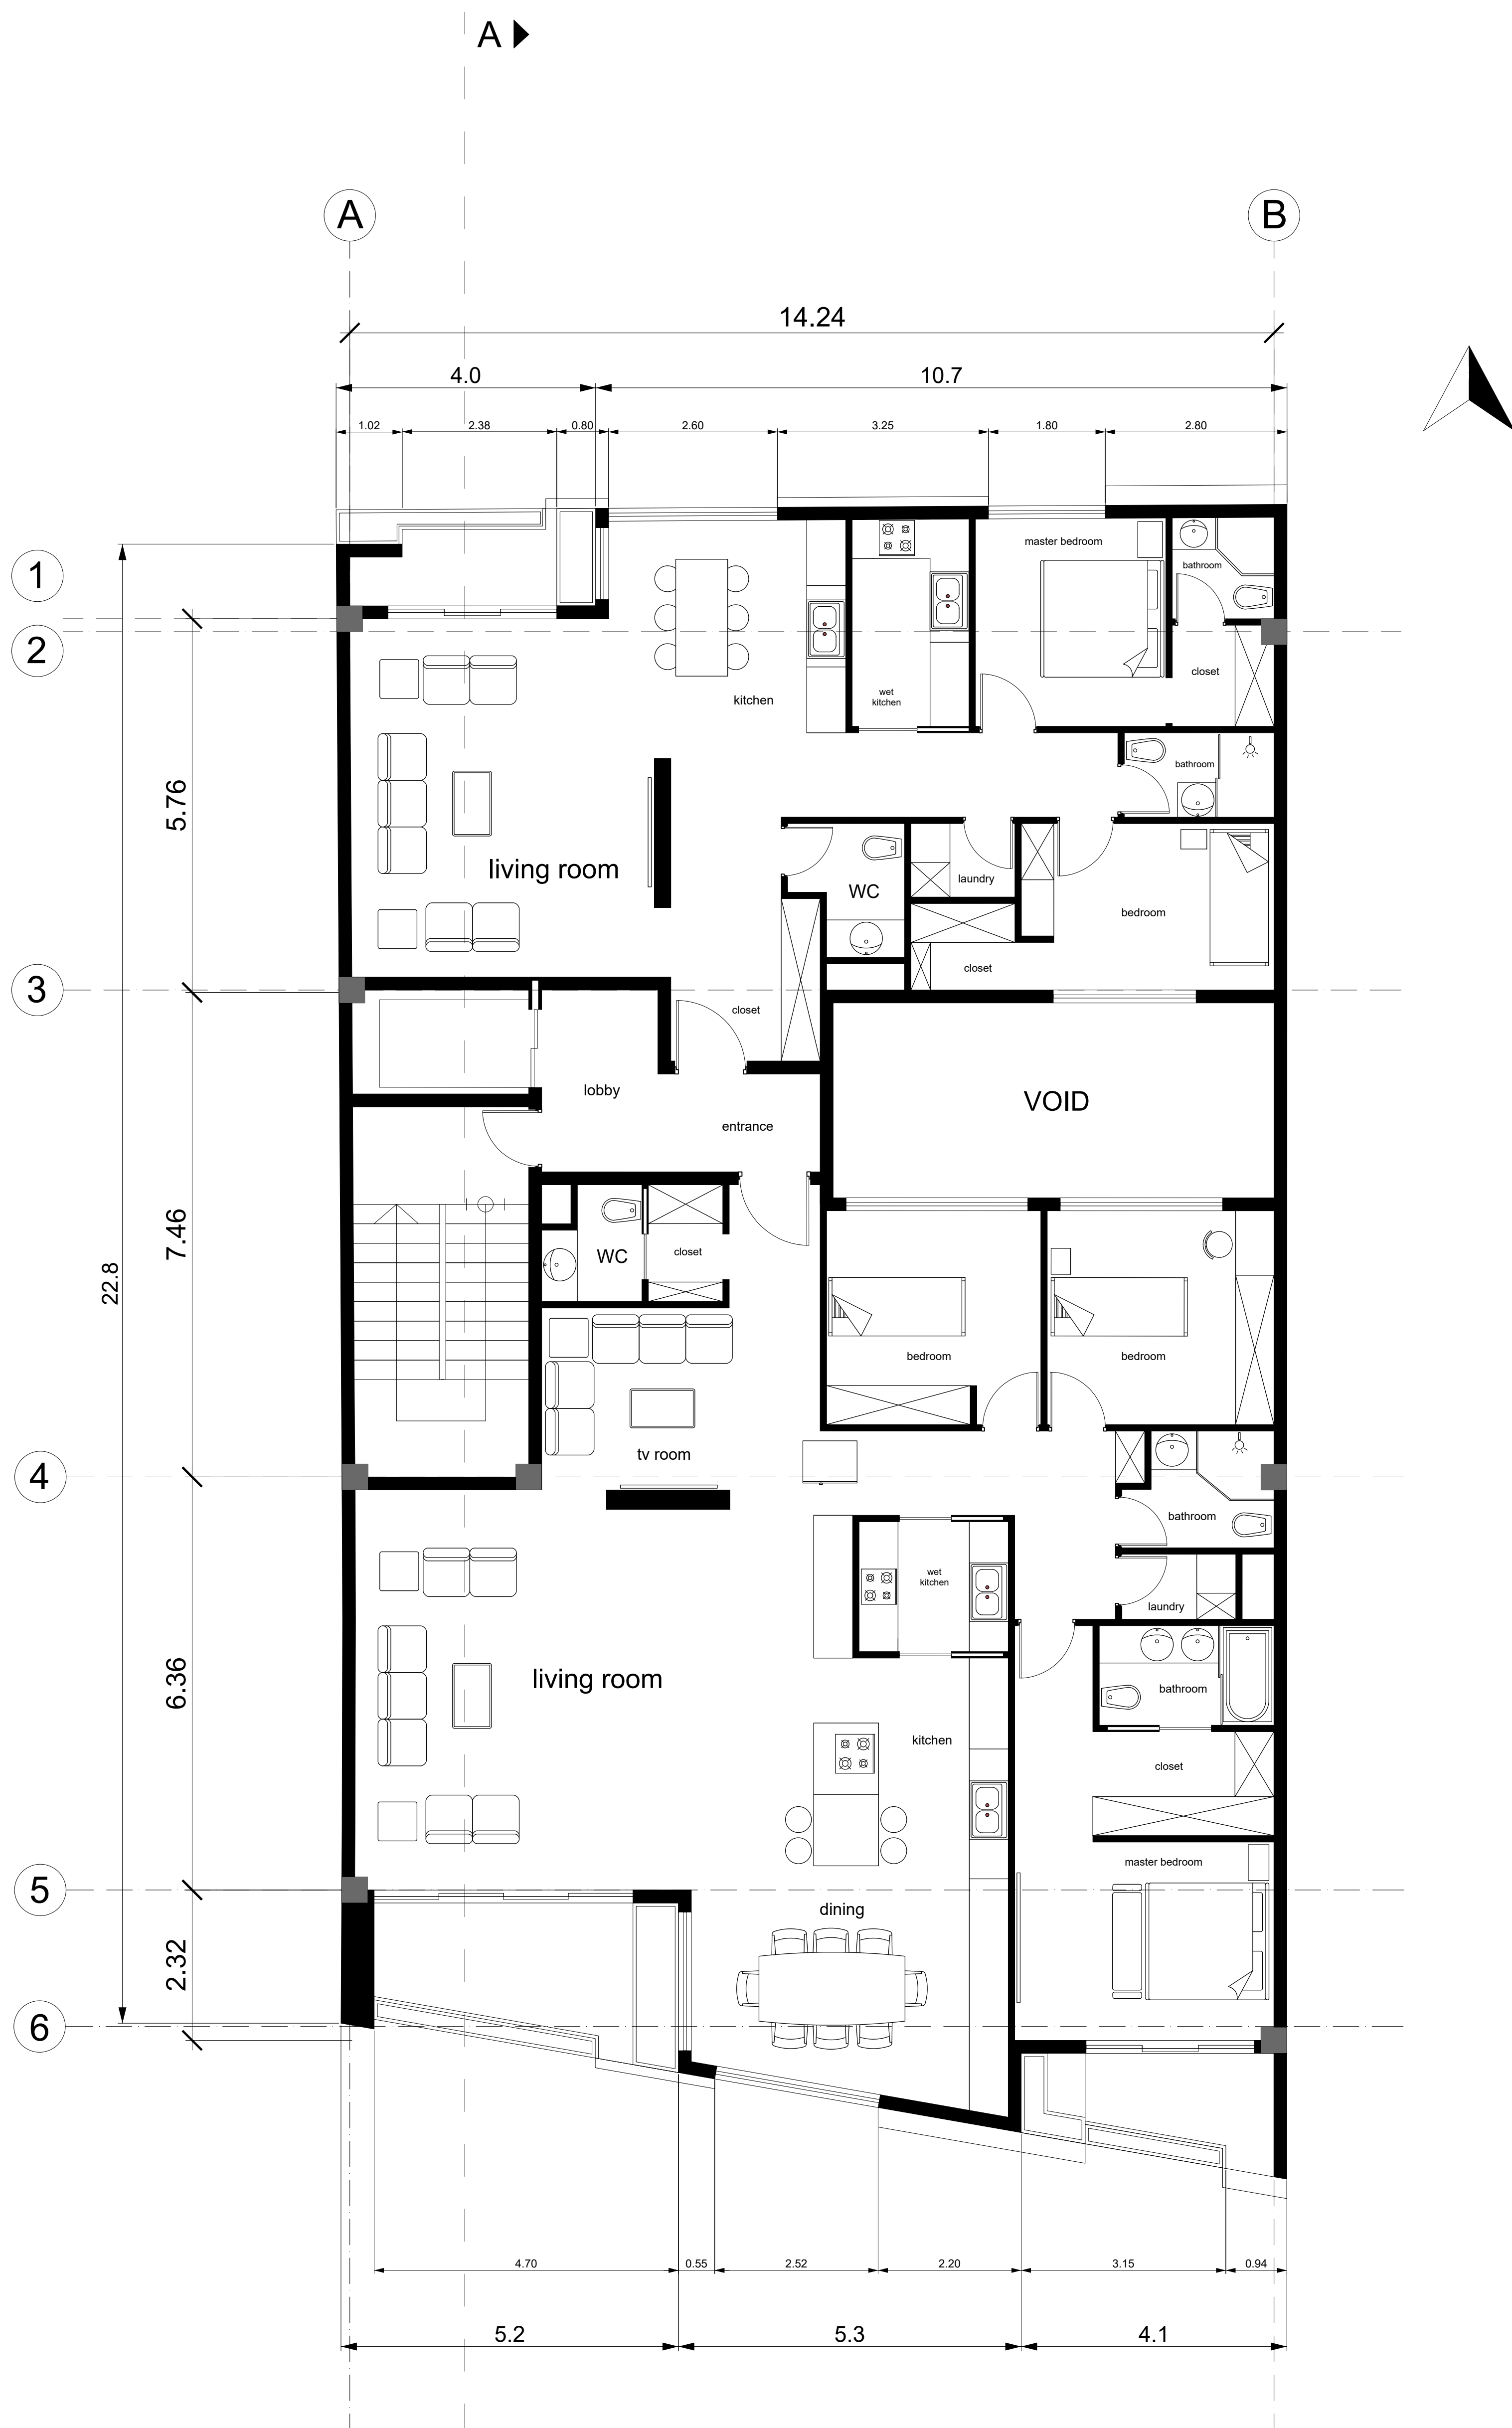 A
A
B
14.24
4.0
10.7
1.02
2.38
0.80
2.60
3.25
1.80
2.80
1
2
3
4
5
6
22.8
5.76
7.46
6.36
2.32
master bedroom
bathroom
closet
kitchen
wet
kitchen
bathroom
living room
WC
laundry
bedroom
closet
closet
lobby
entrance
VOID
WC
closet
bedroom
bedroom
tv room
bathroom
wet
kitchen
laundry
living room
bathroom
kitchen
closet
master bedroom
dining
4.70
0.55
2.52
2.20
3.15
0.94
5.2
5.3
4.1